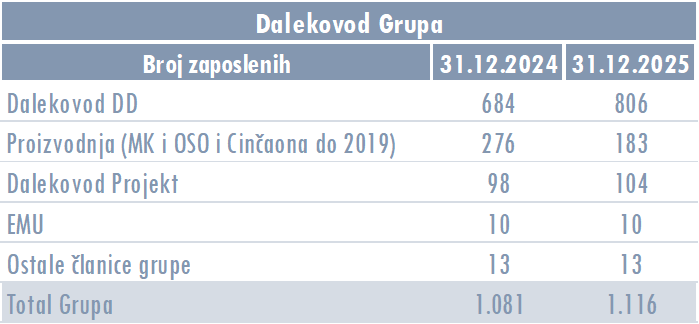 Dalekovod Grupa
Broj zaposlenih 31.12.2024 31.12.2025
Dalekovod DD 684 806
Proizvodnja (MK i OSO i Cinčaona do 2019) 276 183
Dalekovod Projekt 98 104
EMU 10 10
Ostale članice grupe 13 13
Total Grupa 1.081 1.116